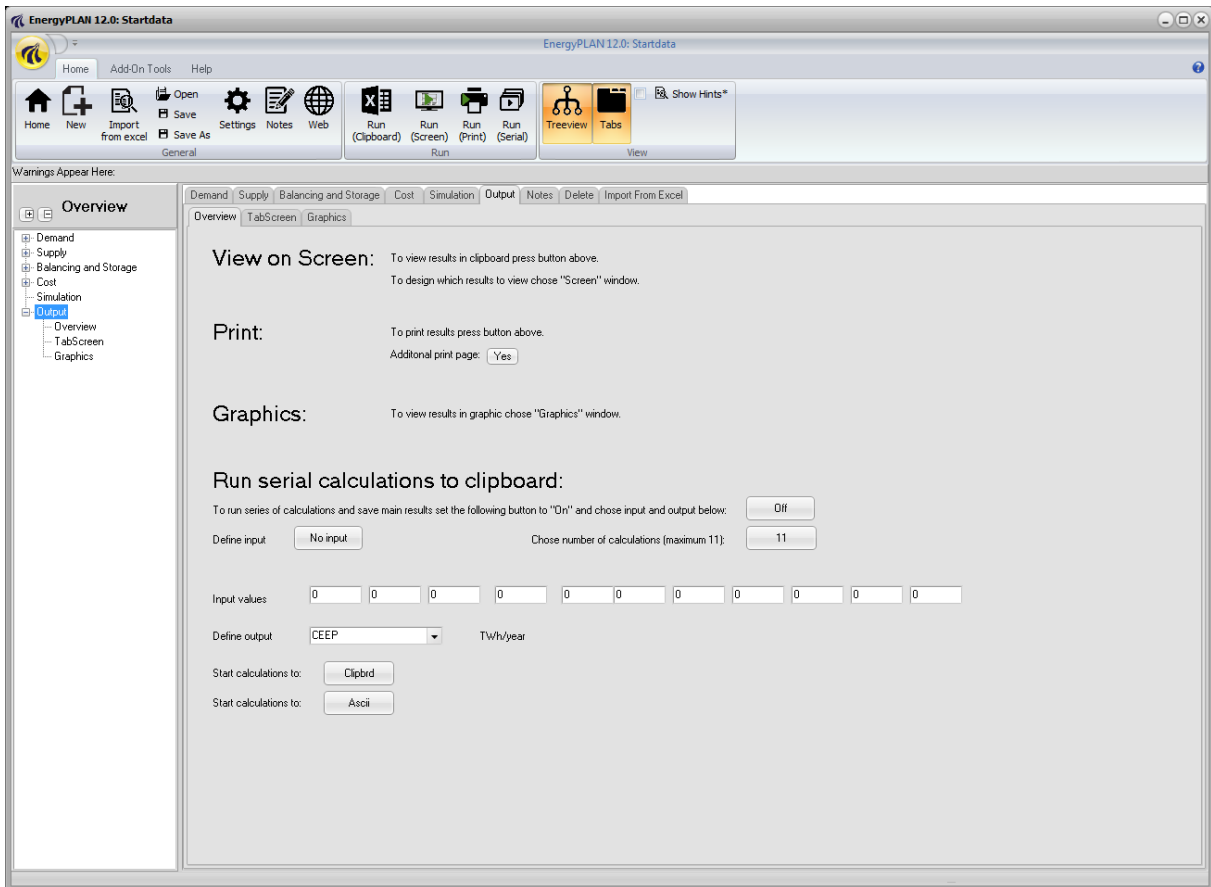 EnergyPLAN 12.0: Startdata
EnergyPLAN 12.0: Startdata
Home Add-On Tools Help
Home New Import from excel Open Save Save As Settings Notes Web Run (Clipboard) Run (Screen) Run (Print) Run (Serial) Treeview Tabs Show Hints*
General Run View
Warnings Appear Here:
Overview
Demand
Supply
Balancing and Storage
Cost
Simulation
Output
Overview
TabScreen
Graphics
Demand Supply Balancing and Storage Cost Simulation Output Notes Delete Import From Excel
Overview TabScreen Graphics
View on Screen: To view results in clipboard press button above.
To design which results to view chose "Screen" window.
Print: To print results press button above.
Additonal print page: Yes
Graphics: To view results in graphic chose "Graphics" window.
Run serial calculations to clipboard:
To run series of calculations and save main results set the following button to "On" and chose input and output below: Off
Define input No input Chose number of calculations (maximum 11): 11
Input values 0 0 0 0 0 0 0 0 0 0 0
Define output CEEP TWh/year
Start calculations to: Clipbrd
Start calculations to: Ascii